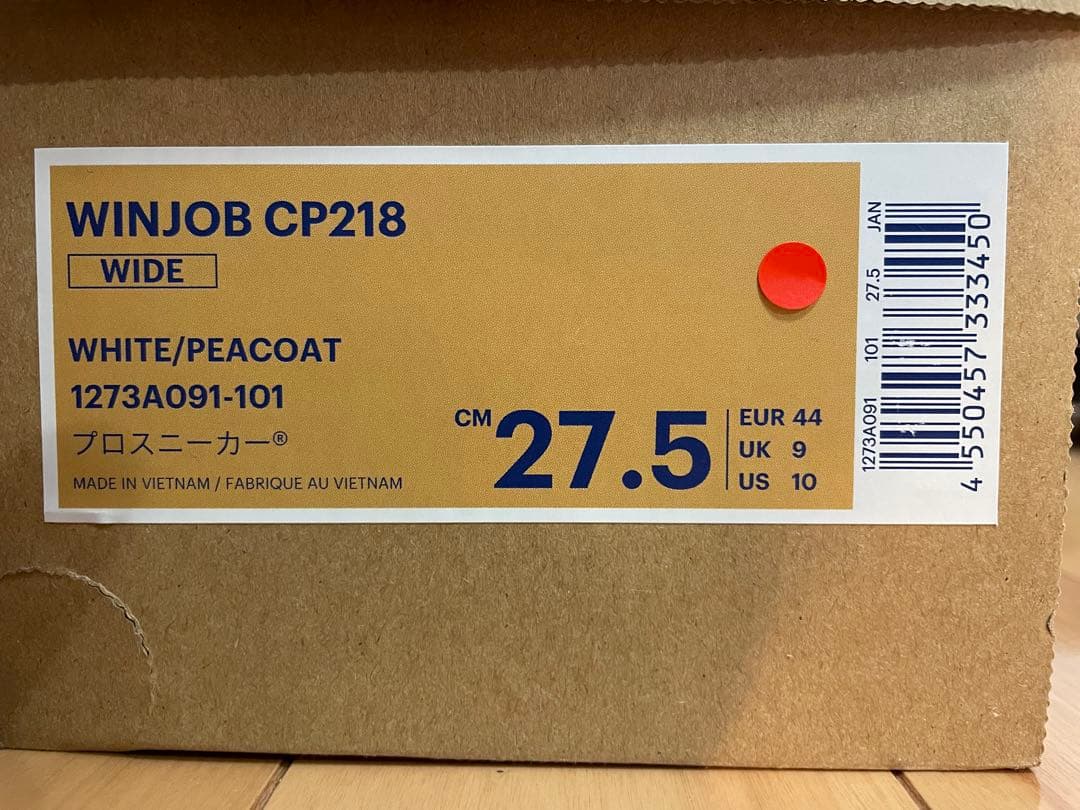 WINJOB CP218
WIDE
WHITE/PEACOAT
1273A091-101
プロスニーカー®
MADE IN VIETNAM / FABRIQUE AU VIETNAM
CM 27.5
EUR 44
UK 9
US 10
1273A091 101 27.5 JAN
4 550457 333450